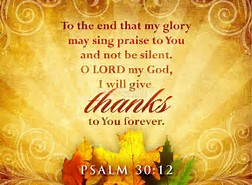 To the end that my glory
may sing praise to You
and not be silent.
O LORD my God,
I will give
thanks
to You forever.
PSALM 30:12